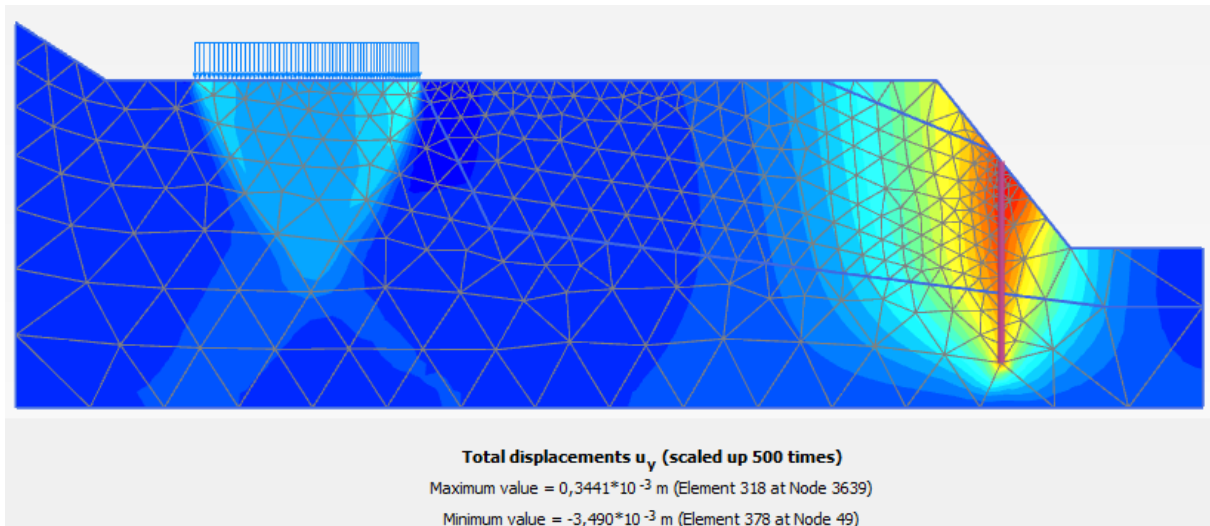 Total displacements uy (scaled up 500 times)
Maximum value = 0,3441*10 -3 m (Element 318 at Node 3639)
Minimum value = -3,490*10 -3 m (Element 378 at Node 49)